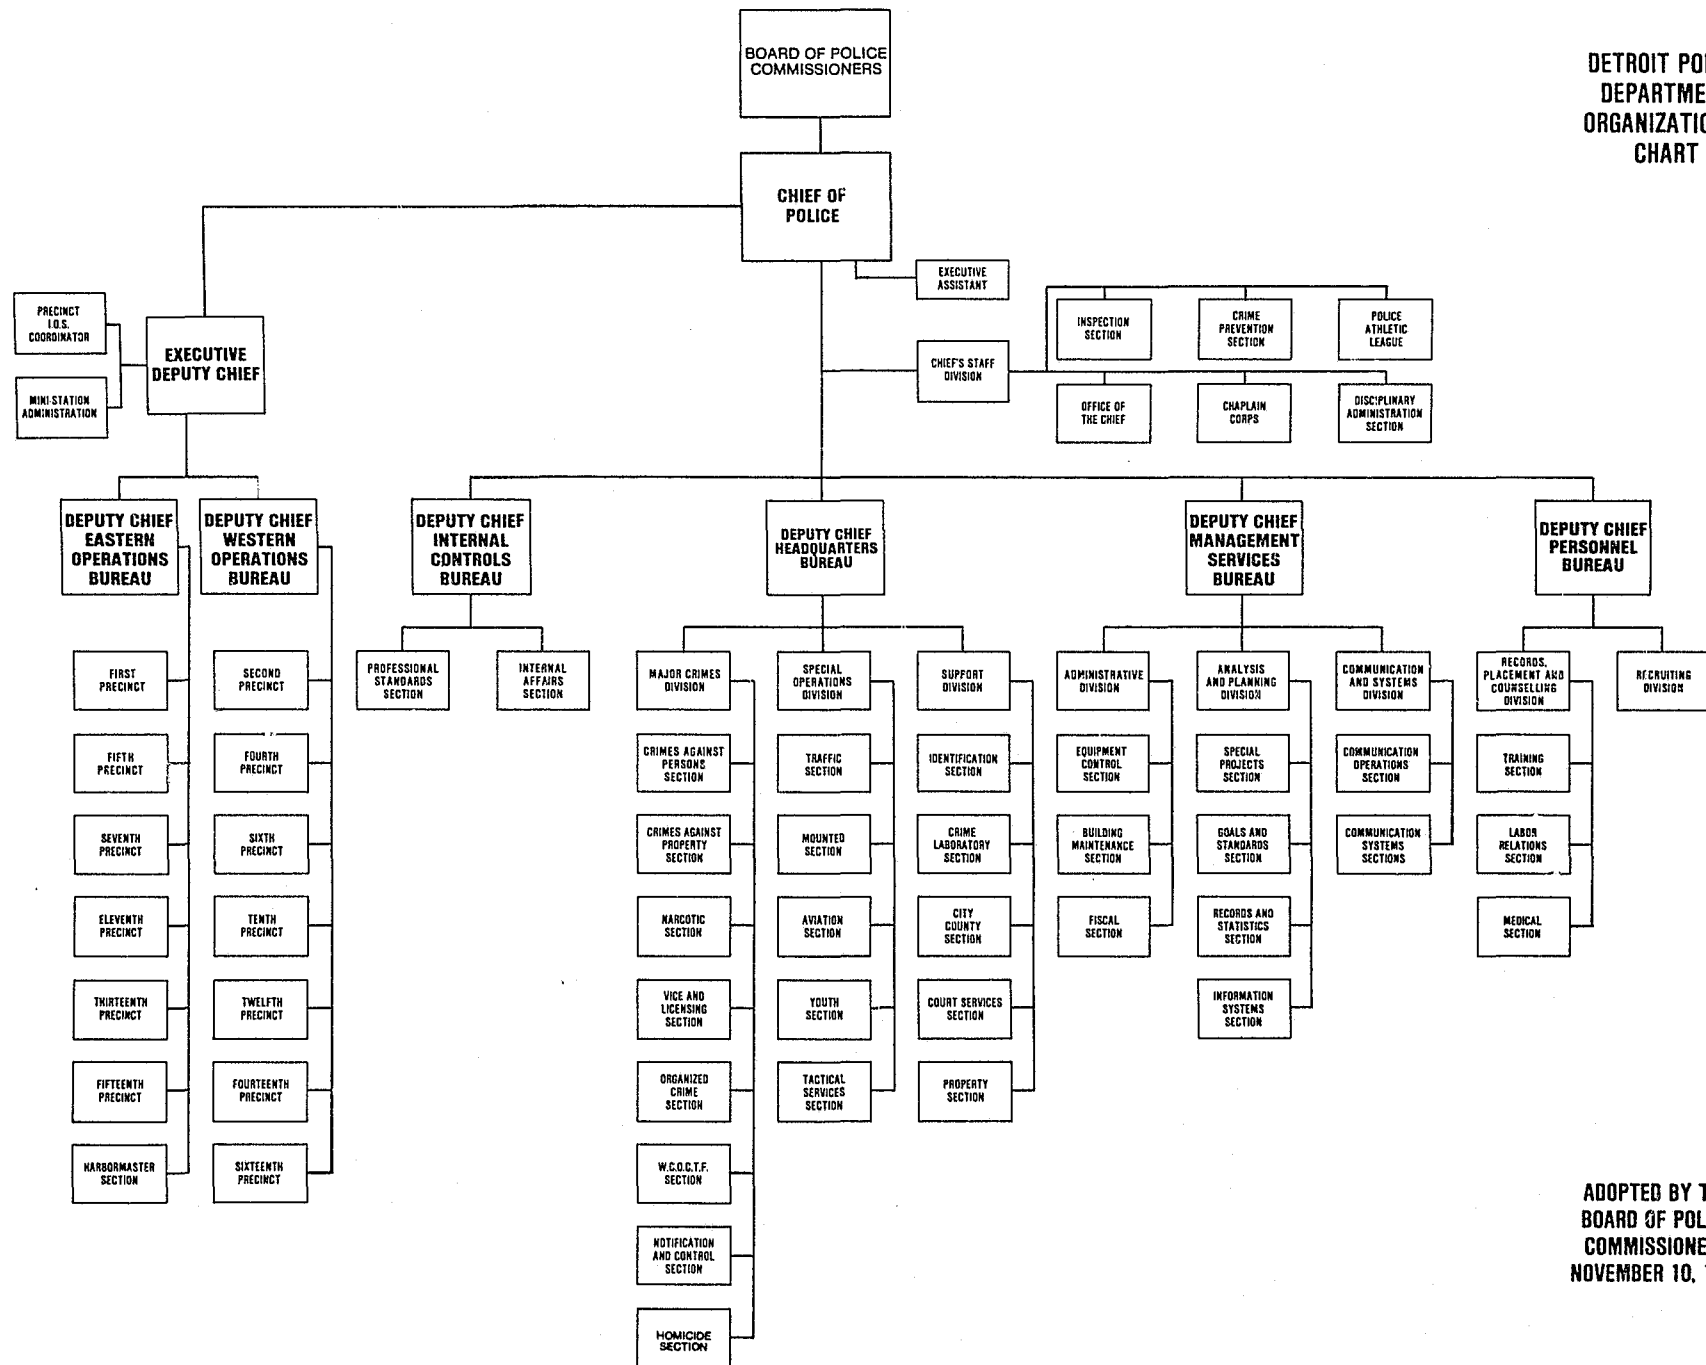 BOARD OF POLICE
COMMISSIONERS
DETROIT
DEPARTME
ORGANIZATIO
CHART
CHIEF OF
POLICE
EXECUTIVE
ASSISTANT
PRECINCT
I.O.S.
COORDINATOR
MINI-STATION
ADMINISTRATION
EXECUTIVE
DEPUTY CHIEF
CHIEF'S STAFF
DIVISION
INSPECTION
SECTION
CRIME
PREVENTION
SECTION
POLICE
ATHLETIC
LEAGUE
OFFICE OF
THE CHIEF
CHAPLAIN
CORPS
DISCIPLINARY
ADMINISTRATION
SECTION
DEPUTY CHIEF
EASTERN
OPERATIONS
BUREAU
DEPUTY CHIEF
WESTERN
OPERATIONS
BUREAU
DEPUTY CHIEF
INTERNAL
CONTROLS
BUREAU
DEPUTY CHIEF
HEADQUARTERS
BUREAU
DEPUTY CHIEF
MANAGEMENT
SERVICES
BUREAU
DEPUTY CHIEF
PERSONNEL
BUREAU
FIRST
PRECINCT
FIFTH
PRECINCT
SEVENTH
PRECINCT
ELEVENTH
PRECINCT
THIRTEENTH
PRECINCT
FIFTEENTH
PRECINCT
HARBORMASTER
SECTION
SECOND
PRECINCT
FOURTH
PRECINCT
SIXTH
PRECINCT
TENTH
PRECINCT
TWELFTH
PRECINCT
FOURTEENTH
PRECINCT
SIXTEENTH
PRECINCT
PROFESSIONAL
STANDARDS
SECTION
INTERNAL
AFFAIRS
SECTION
MAJOR CRIMES
DIVISION
CRIMES AGAINST
PERSONS
SECTION
CRIMES AGAINST
PROPERTY
SECTION
NARCOTIC
SECTION
VICE AND
LICENSING
SECTION
ORGANIZED
CRIME
SECTION
W.C.O.C.T.F.
SECTION
NOTIFICATION
AND CONTROL
SECTION
HOMICIDE
SECTION
SPECIAL
OPERATIONS
DIVISION
TRAFFIC
SECTION
MOUNTED
SECTION
AVIATION
SECTION
YOUTH
SECTION
TACTICAL
SERVICES
SECTION
SUPPORT
DIVISION
IDENTIFICATION
SECTION
CRIME
LABORATORY
SECTION
CITY
COUNTY
SECTION
COURT SERVICES
SECTION
PROPERTY
SECTION
ADMINISTRATIVE
DIVISION
EQUIPMENT
CONTROL
SECTION
BUILDING
MAINTENANCE
SECTION
FISCAL
SECTION
ANALYSIS
AND PLANNING
DIVISION
SPECIAL
PROJECTS
SECTION
GOALS AND
STANDARDS
SECTION
RECORDS AND
STATISTICS
SECTION
INFORMATION
SYSTEMS
SECTION
COMMUNICATION
AND SYSTEMS
DIVISION
COMMUNICATION
OPERATIONS
SECTION
COMMUNICATION
SYSTEMS
SECTIONS
RECORDS,
PLACEMENT AND
COUNSELLING
DIVISION
TRAINING
SECTION
LABOR
RELATIONS
SECTION
MEDICAL
SECTION
RECRUITING
DIVISION
ADOPTED BY
BOARD OF POL
COMMISSIONE
NOVEMBER 10,